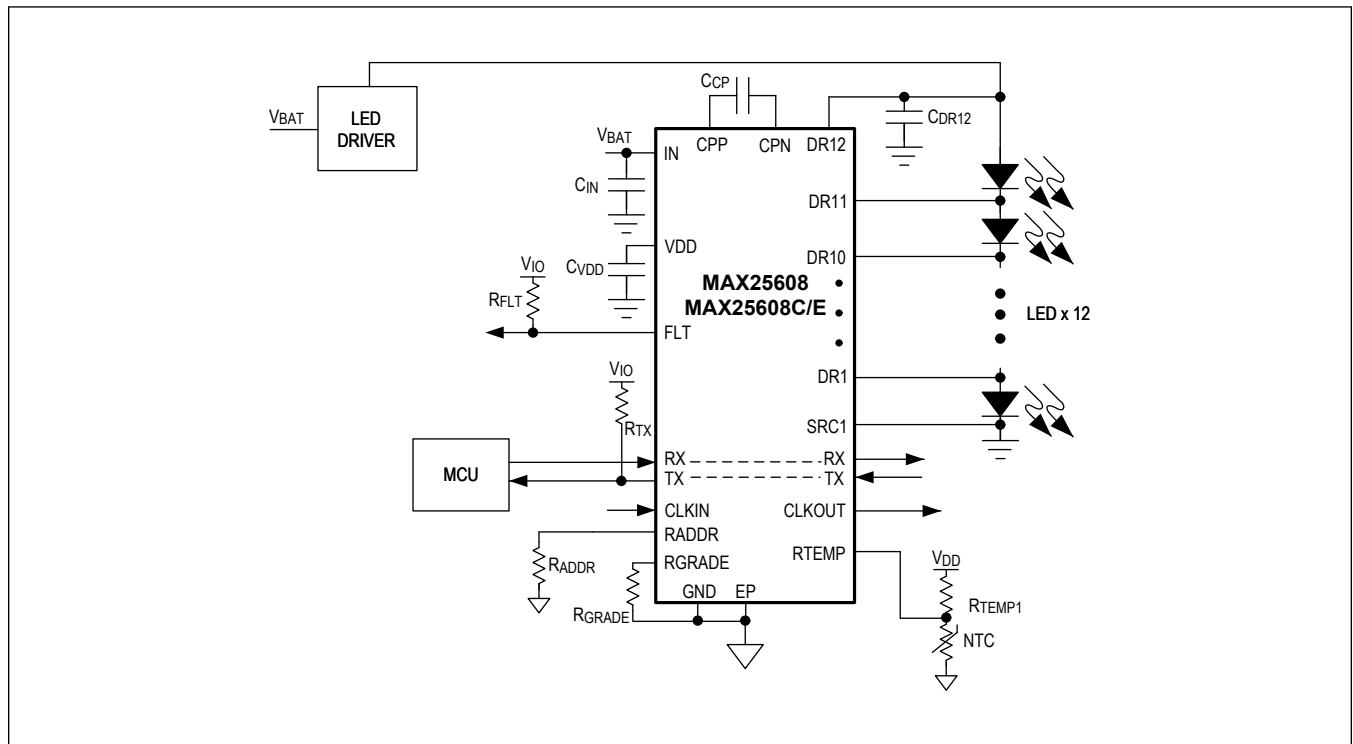 LED
DRIVER
VBAT
CCP
CDR12
VBAT
IN
CPP
CPN
DR12
CIN
DR11
VDD
CVDD
DR10
MAX25608
MAX25608C/E
LED x 12
VIO
RFLT
FLT
DR1
VIO
RTX
SRC1
MCU
RX
RX
TX
TX
CLKIN
CLKOUT
RADDR
RADDR
RGRADE
RTEMP
VDD
RTEMP1
GND
EP
RGRADE
NTC